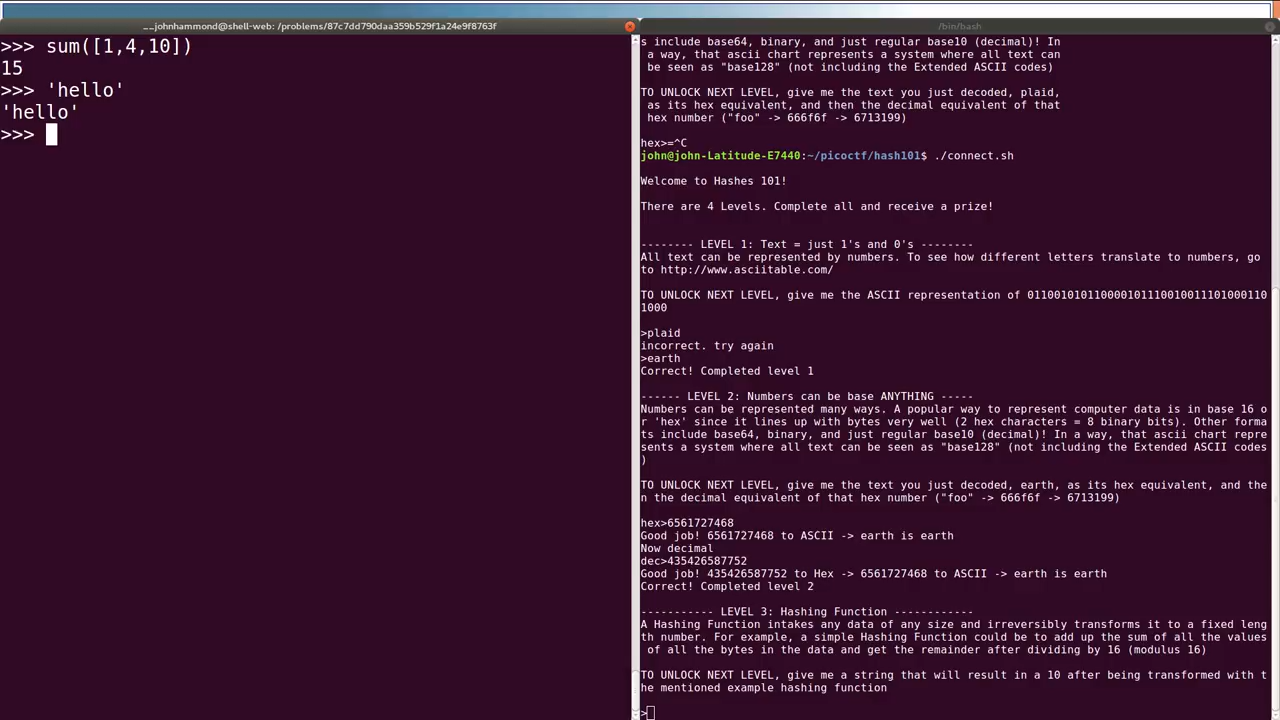 __johnhammond@shell-web: /problems/87c7dd790daa359b529f1a24e9f8763f
>>> sum([1,4,10])
15
>>> 'hello'
'hello'
>>>
/bin/bash
s include base64, binary, and just regular base10 (decimal)! In
a way, that ascii chart represents a system where all text can
be seen as "base128" (not including the Extended ASCII codes)
TO UNLOCK NEXT LEVEL, give me the text you just decoded, plaid,
as its hex equivalent, and then the decimal equivalent of that
hex number ("foo" -> 666f6f -> 6713199)
hex>=^C
john@john-Latitude-E7440:~/picoctf/hash101$ ./connect.sh
Welcome to Hashes 101!
There are 4 Levels. Complete all and receive a prize!
-------- LEVEL 1: Text = just 1's and 0's --------
All text can be represented by numbers. To see how different letters translate to numbers, go
to http://www.asciitable.com/
TO UNLOCK NEXT LEVEL, give me the ASCII representation of 011001010110000101110010011101000110
1000
>plaid
incorrect. try again
>earth
Correct! Completed level 1
------ LEVEL 2: Numbers can be base ANYTHING -----
Numbers can be represented many ways. A popular way to represent computer data is in base 16 o
r 'hex' since it lines up with bytes very well (2 hex characters = 8 binary bits). Other forma
ts include base64, binary, and just regular base10 (decimal)! In a way, that ascii chart repre
sents a system where all text can be seen as "base128" (not including the Extended ASCII codes
)
TO UNLOCK NEXT LEVEL, give me the text you just decoded, earth, as its hex equivalent, and the
n the decimal equivalent of that hex number ("foo" -> 666f6f -> 6713199)
hex>6561727468
Good job! 6561727468 to ASCII -> earth is earth
Now decimal
dec>435426587752
Good job! 435426587752 to Hex -> 6561727468 to ASCII -> earth is earth
Correct! Completed level 2
----------- LEVEL 3: Hashing Function ------------
A Hashing Function intakes any data of any size and irreversibly transforms it to a fixed leng
th number. For example, a simple Hashing Function could be to add up the sum of all the values
of all the bytes in the data and get the remainder after dividing by 16 (modulus 16)
TO UNLOCK NEXT LEVEL, give me a string that will result in a 10 after being transformed with t
he mentioned example hashing function
>